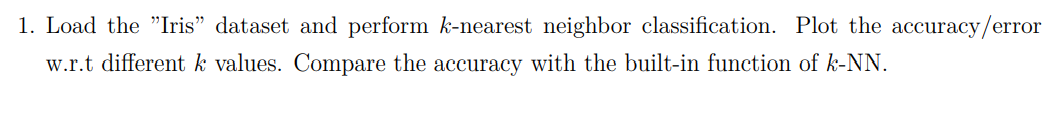 1. Load the ”Iris” dataset and perform k-nearest neighbor classification. Plot the accuracy/error
w.r.t different k values. Compare the accuracy with the built-in function of k-NN.